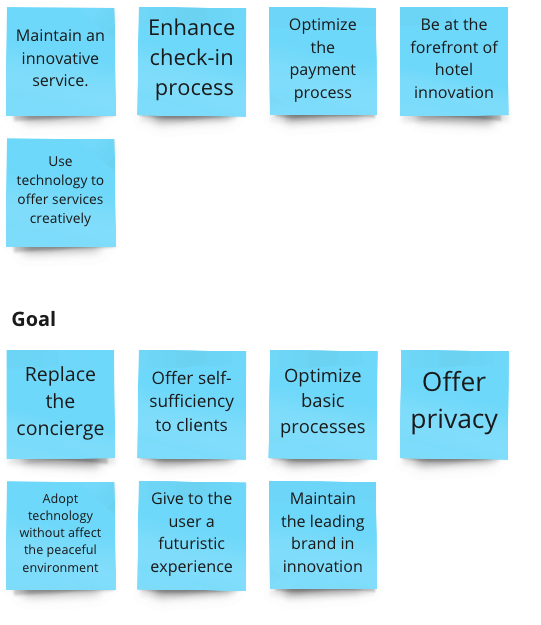 Maintain an
innovative
service.
Enhance
check-in
process
Optimize
the
payment
process
Be at the
forefront of
hotel
innovation
Use
technology to
offer services
creatively
Goal
Replace
the
concierge
Offer self-
sufficiency
to clients
Optimize
basic
processes
Offer
privacy
Adopt
technology
without affect
the peaceful
environment
Give to the
user a
futuristic
experience
Maintain
the leading
brand in
innovation